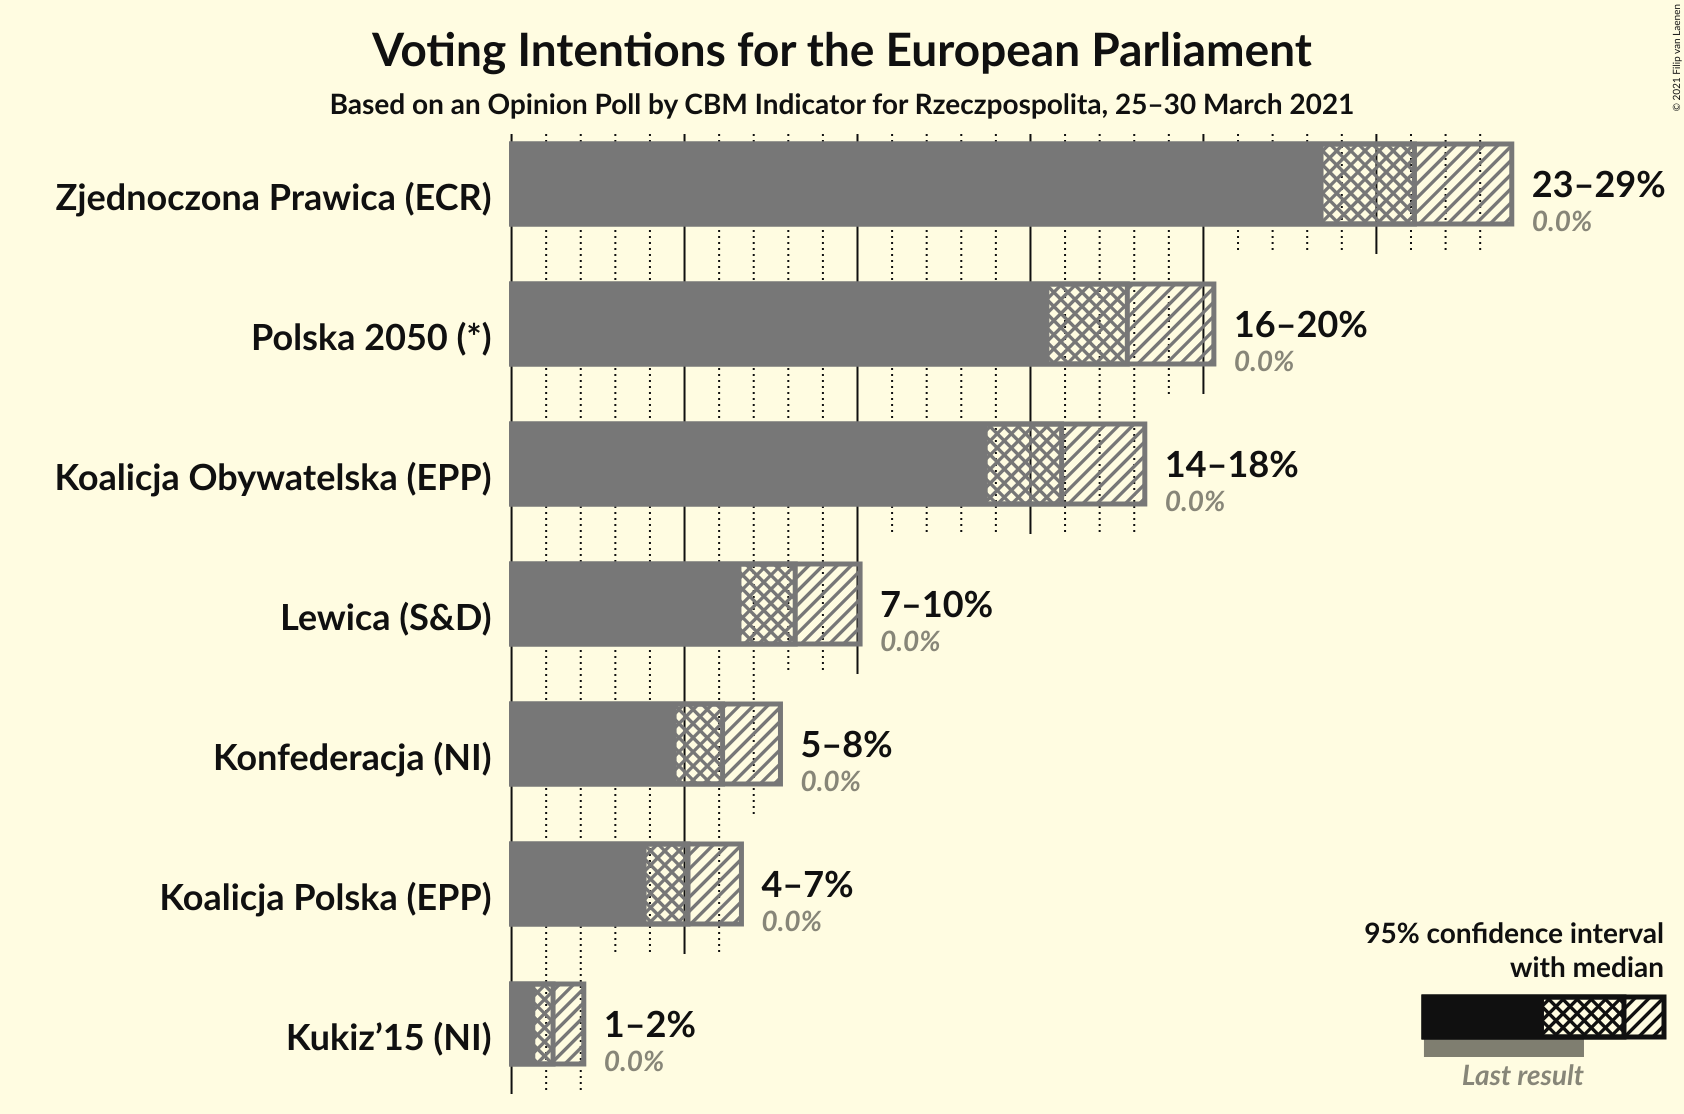 Voting Intentions for the European Parliament
Based on an Opinion Poll by CBM Indicator for Rzeczpospolita, 25–30 March 2021
© 2021 Filip van Laenen
Zjednoczona Prawica (ECR)
23–29%
0.0%
Polska 2050 (*)
16–20%
0.0%
Koalicja Obywatelska (EPP)
14–18%
0.0%
Lewica (S&D)
7–10%
0.0%
Konfederacja (NI)
5–8%
0.0%
Koalicja Polska (EPP)
4–7%
0.0%
Kukiz’15 (NI)
1–2%
0.0%
95% confidence interval
with median
Last result